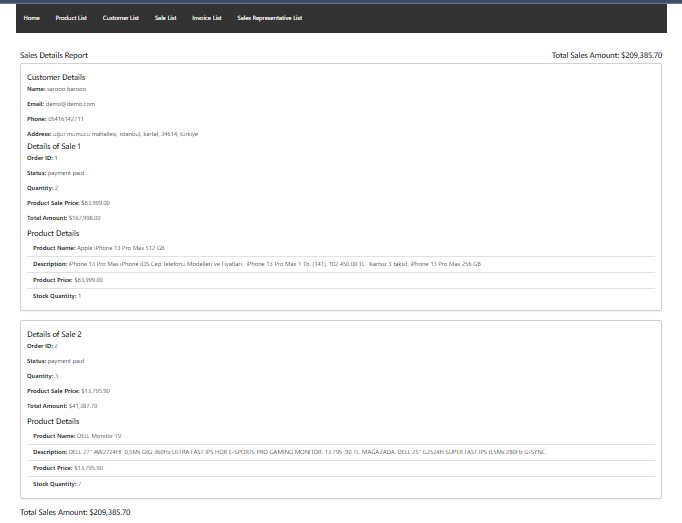 Home Product List Customer List Sale List Invoice List Sales Representative List
Sales Details Report Total Sales Amount: $209,385.70
Customer Details
Name: sarooo barooo
Email: demo@demo.com
Phone: 05416142711
Address: uğur mumcu mahallesi, istanbul, kartal, 34614, türkiye
Details of Sale 1
Order ID: 1
Status: payment paid
Quantity: 2
Product Sale Price: $83,999.00
Total Amount: $167,998.00
Product Details
Product Name: Apple iPhone 13 Pro Max 512 GB
Description: iPhone 13 Pro Max iPhone iOS Cep Telefonu Modelleri ve Fiyatları · iPhone 13 Pro Max 1 Tb. (141). 102.450,00 TL · Kartsız 3 taksit. iPhone 13 Pro Max 256 GB
Product Price: $83,999.00
Stock Quantity: 1
Details of Sale 2
Order ID: 2
Status: payment paid
Quantity: 3
Product Sale Price: $13,795.90
Total Amount: $41,387.70
Product Details
Product Name: DELL Monitör TV
Description: DELL 27" AW2724HF 0,5Ms GtG 360Hz ULTRA FAST IPS HDR E-SPORTS PRO GAMING MONİTÖR. 13.795 ,90 TL. MAĞAZADA. DELL 25" G2524H SUPER FAST IPS 0,5Ms 280Hz G-SYNC
Product Price: $13,795.90
Stock Quantity: 7
Total Sales Amount: $209,385.70